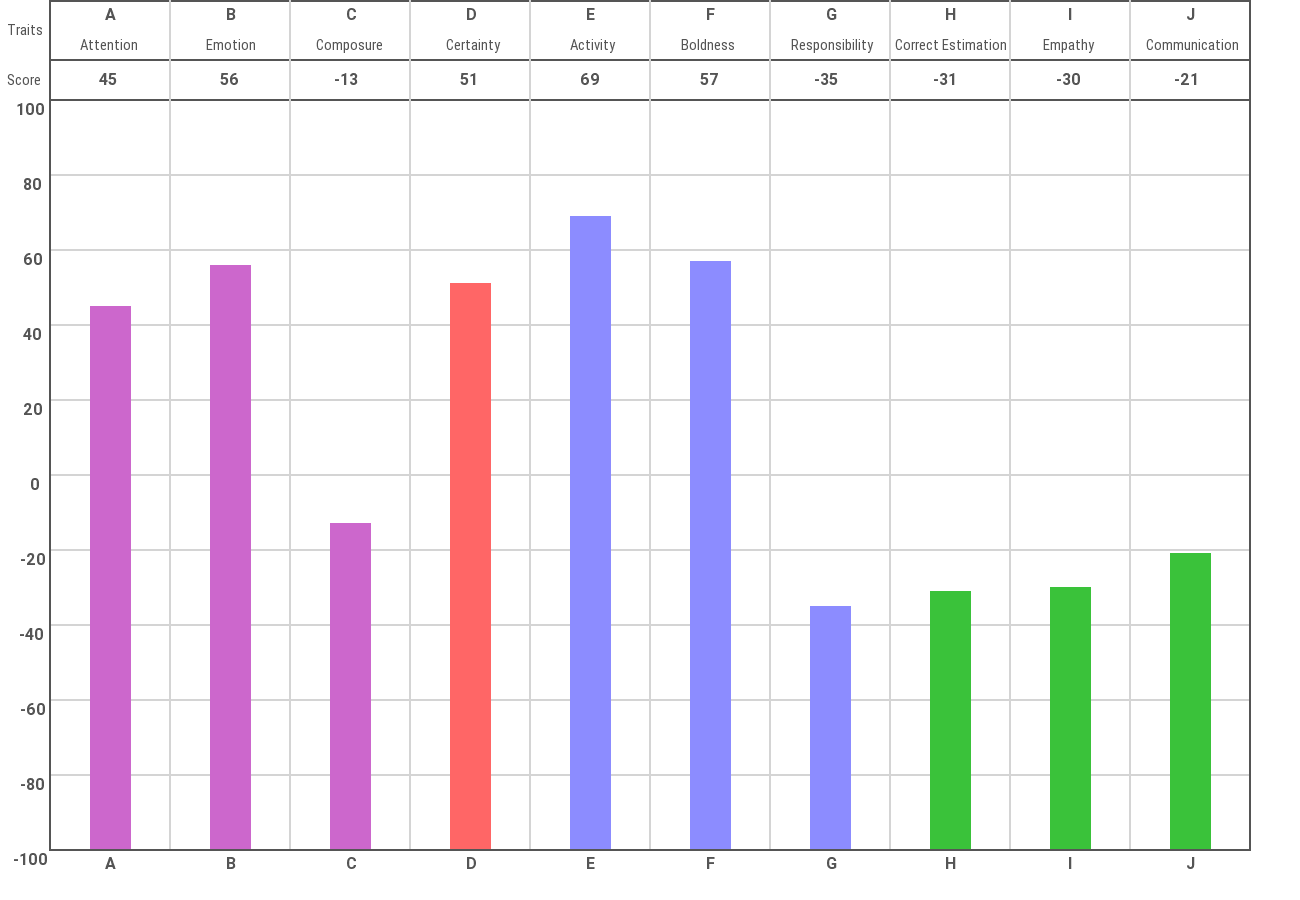 A B C D E F G H I J
Traits
Attention Emotion Composure Certainty Activity Boldness Responsibility Correct Estimation Empathy Communication
Score 45 56 -13 51 69 57 -35 -31 -30 -21
100
80
60
40
20
0
-20
-40
-60
-80
-100
A B C D E F G H I J